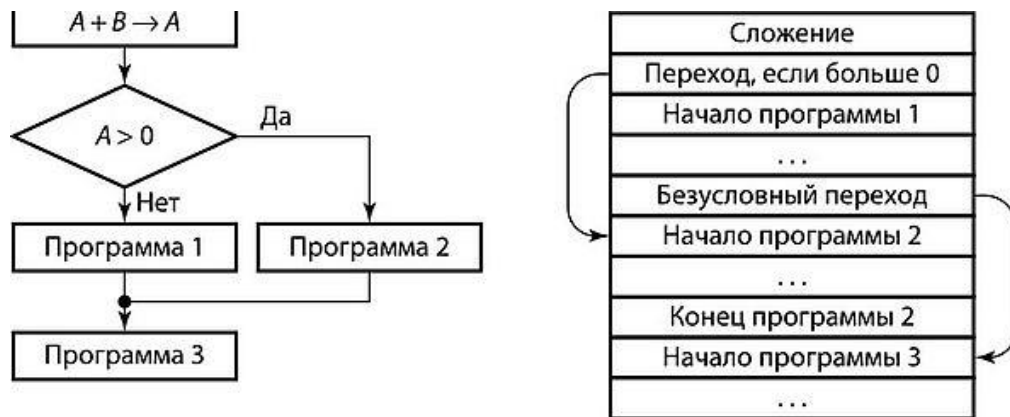 A + B → A
A > 0
Да
Нет
Программа 1
Программа 2
Программа 3
Сложение
Переход, если больше 0
Начало программы 1
. . .
Безусловный переход
Начало программы 2
. . .
Конец программы 2
Начало программы 3
. . .